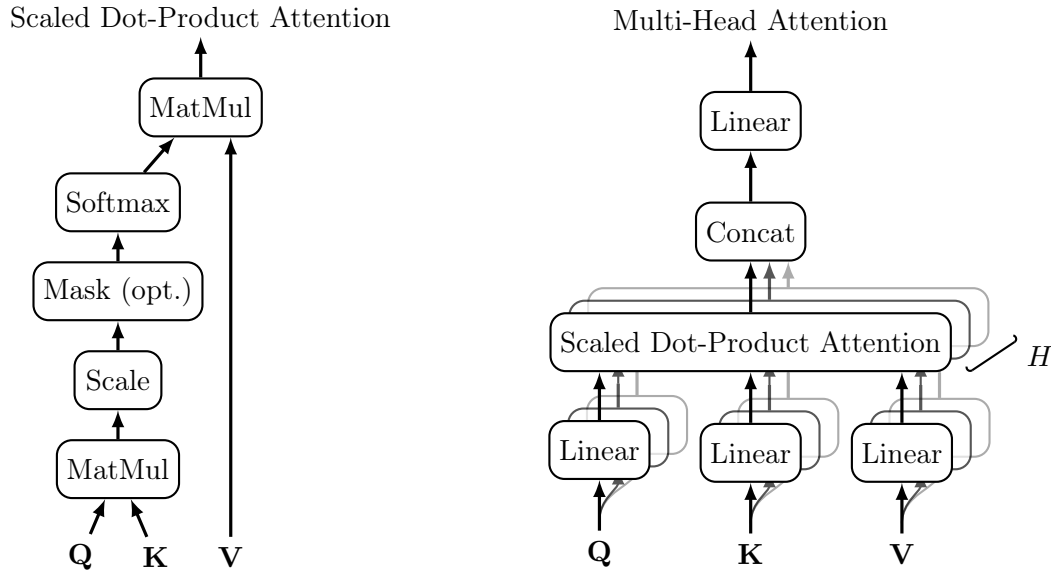 Scaled Dot-Product Attention
MatMul
Softmax
Mask (opt.)
Scale
MatMul
Q K V
Multi-Head Attention
Linear
Concat
Scaled Dot-Product Attention
H
Linear Linear Linear
Q K V